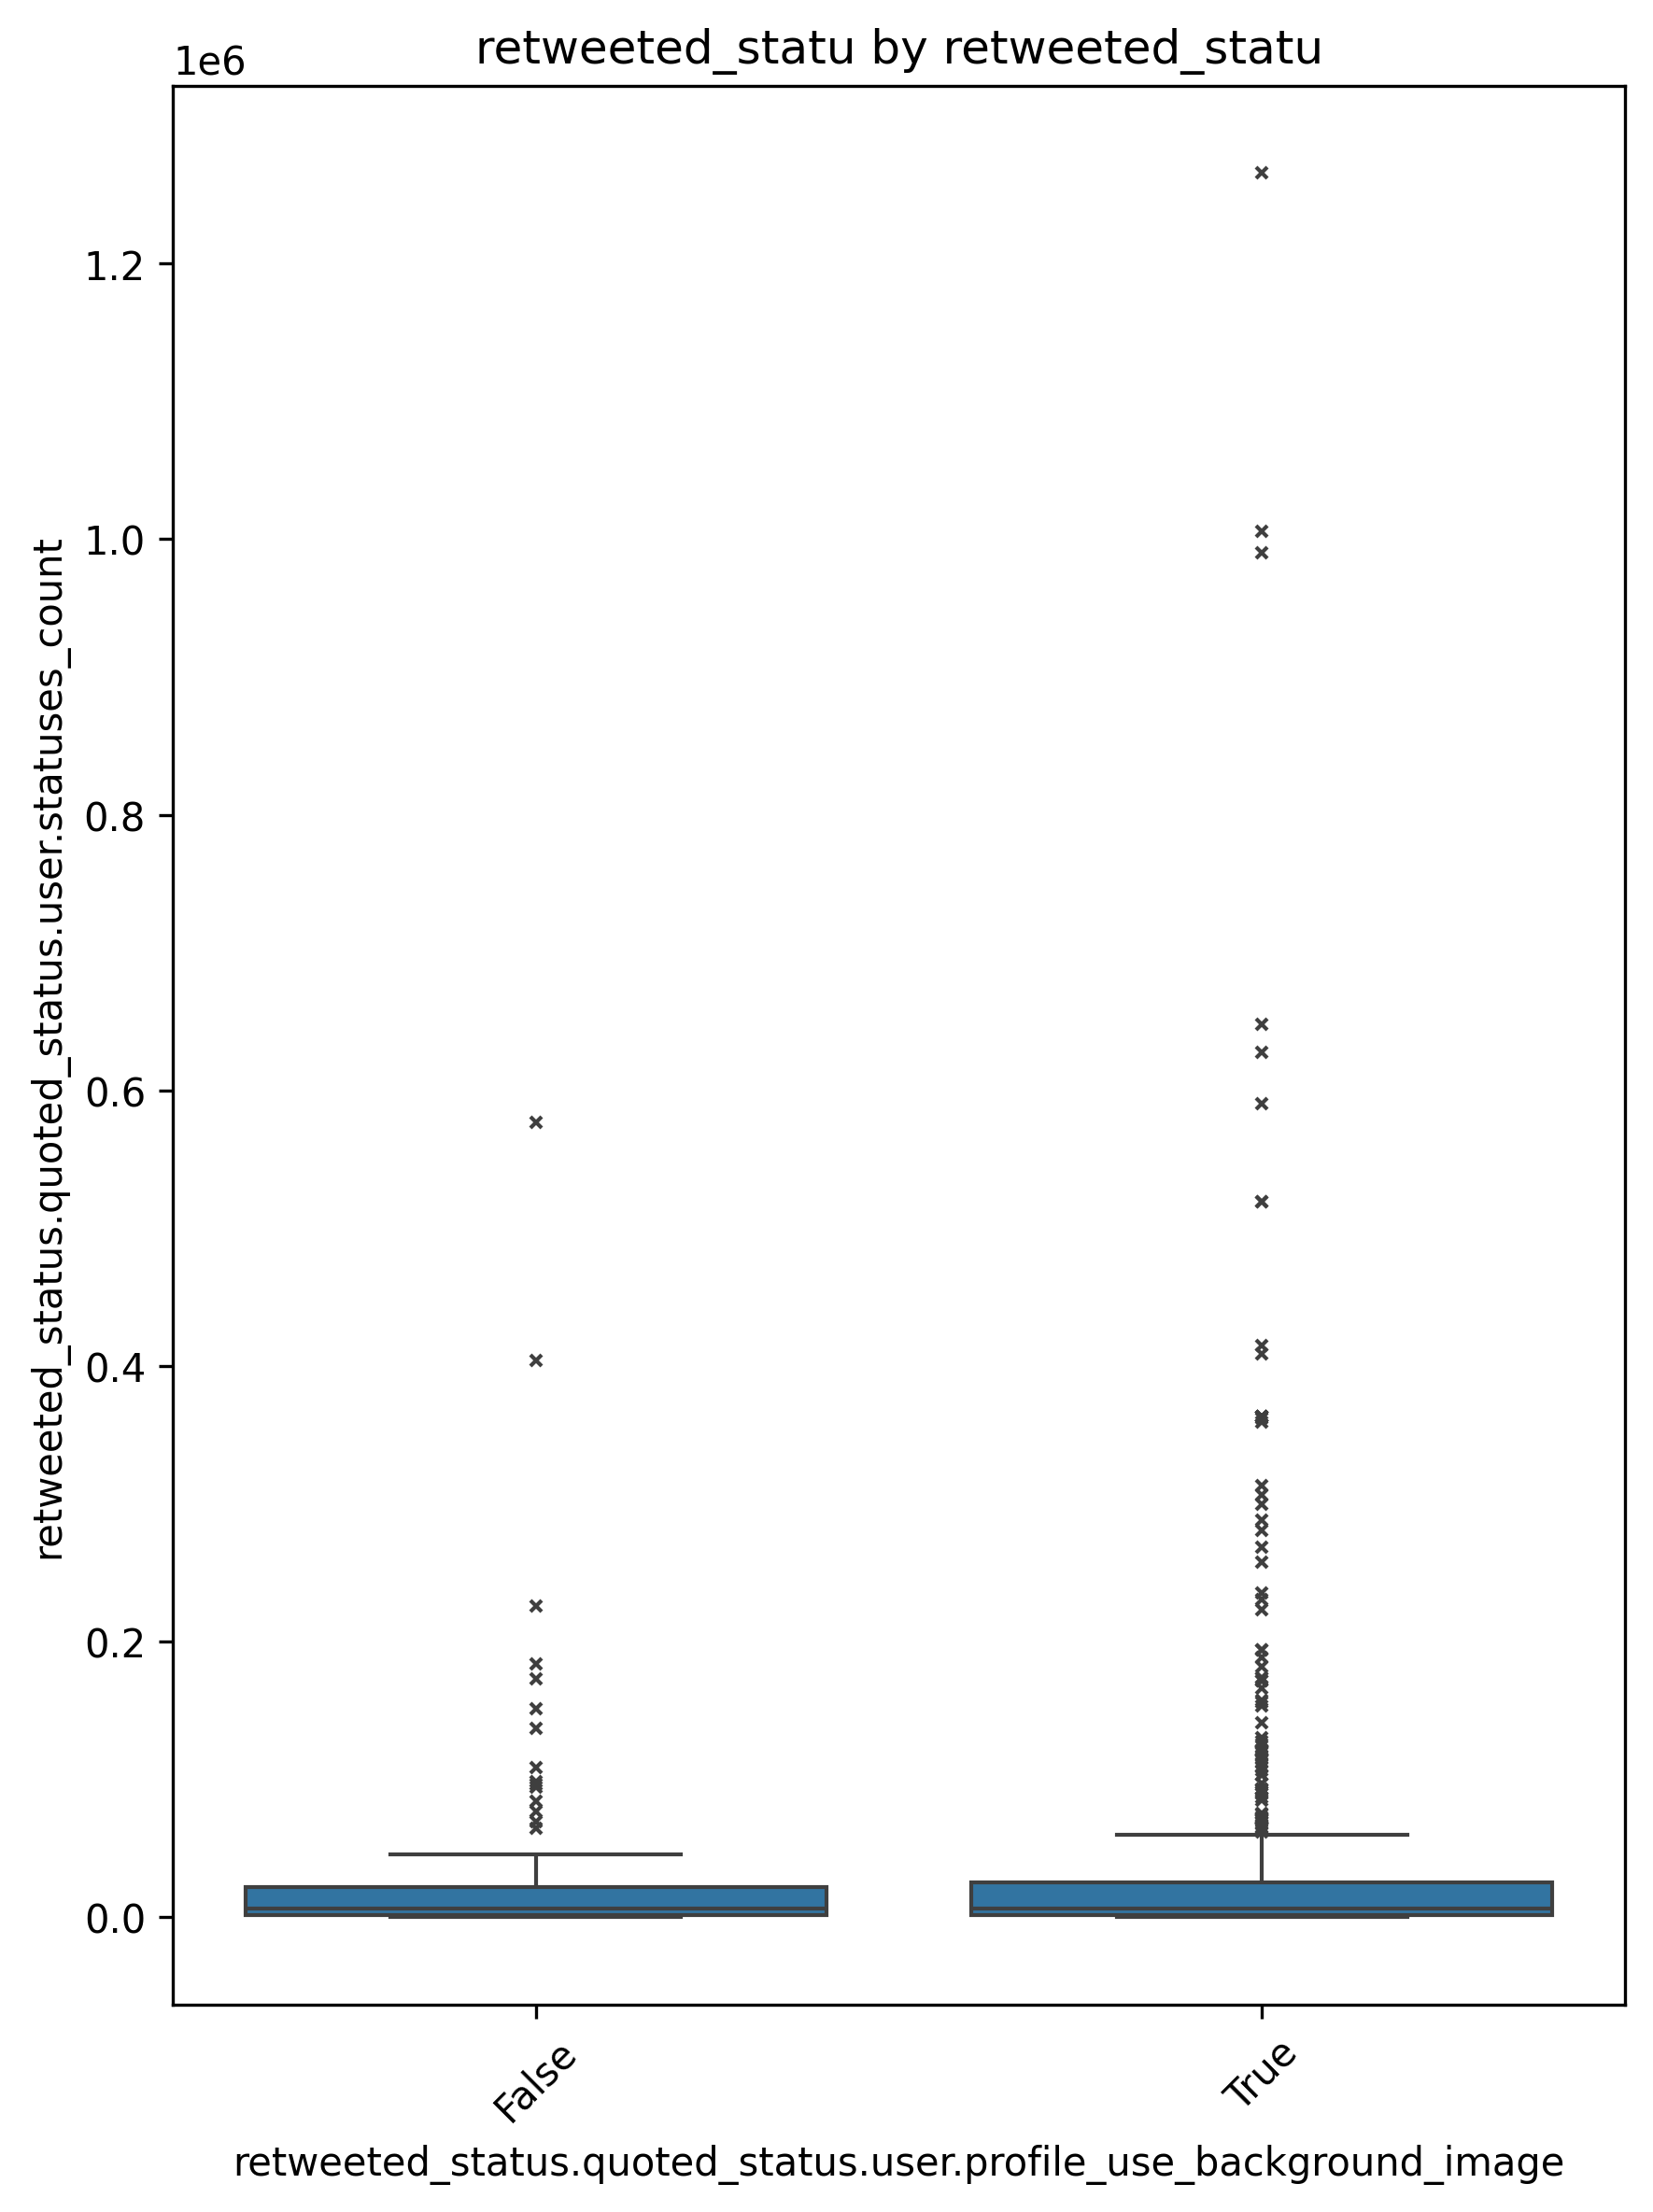 retweeted_statu by retweeted_statu
1e6
1.2
1.0
0.8
0.6
0.4
0.2
0.0
retweeted_status.quoted_status.user.statuses_count
False
True
retweeted_status.quoted_status.user.profile_use_background_image